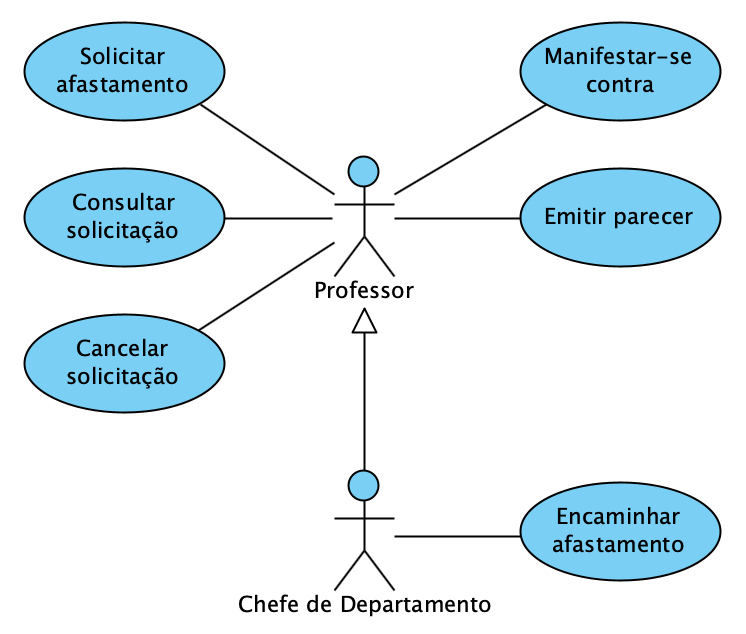 Solicitar
afastamento
Manifestar-se
contra
Consultar
solicitação
Emitir parecer
Professor
Cancelar
solicitação
Encaminhar
afastamento
Chefe de Departamento